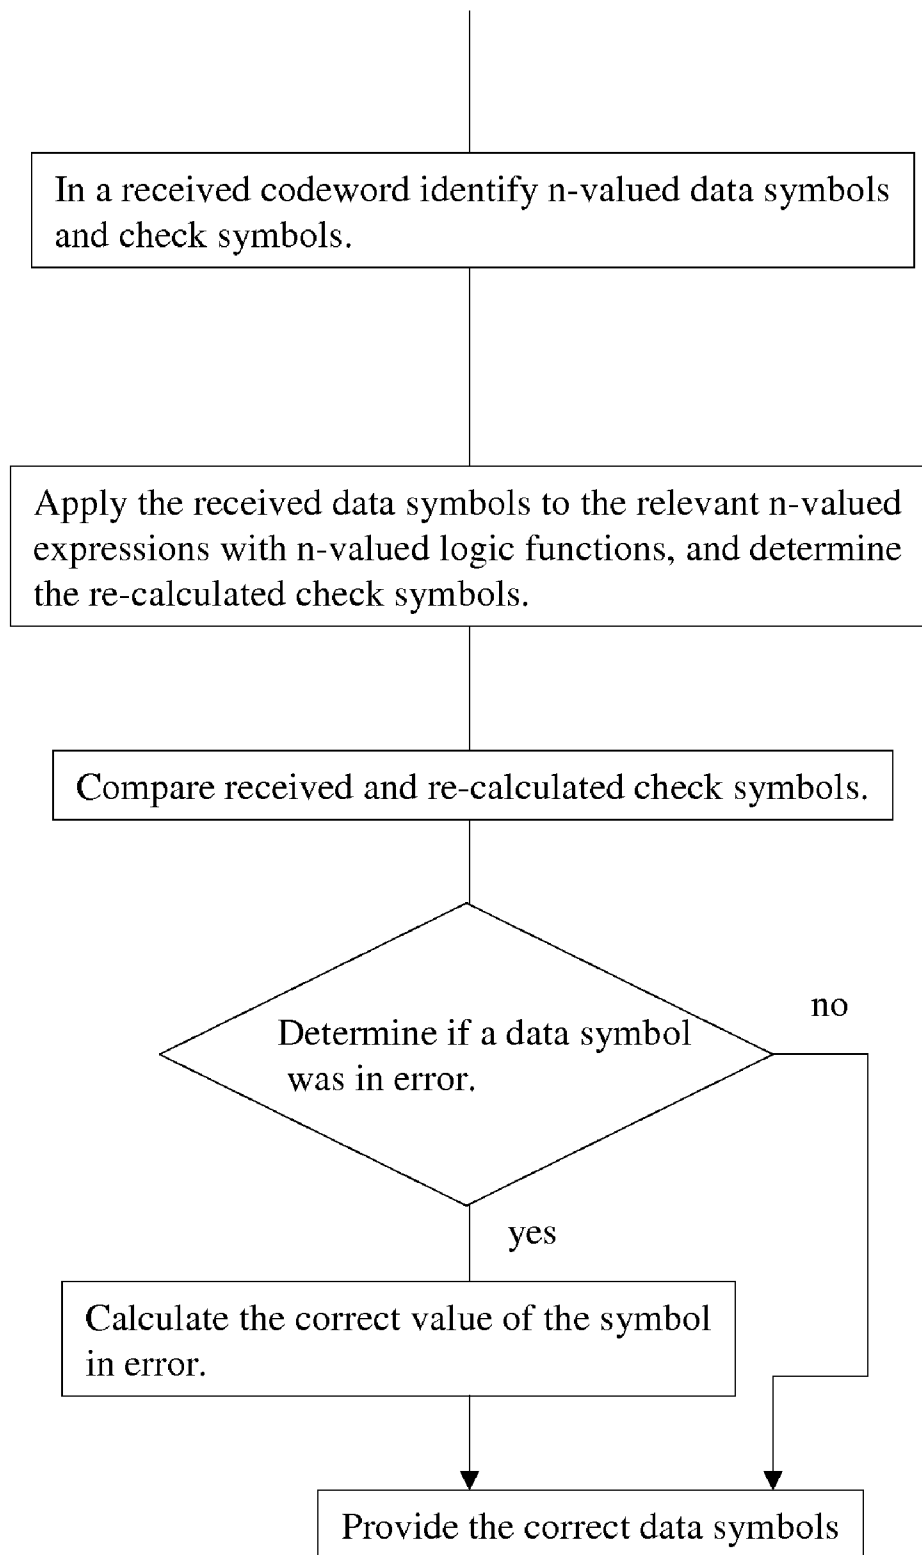 In a received codeword identify n-valued data symbols
and check symbols.
Apply the received data symbols to the relevant n-valued
expressions with n-valued logic functions, and determine
the re-calculated check symbols.
Compare received and re-calculated check symbols.
Determine if a data symbol
was in error.
no
yes
Calculate the correct value of the symbol
in error.
Provide the correct data symbols